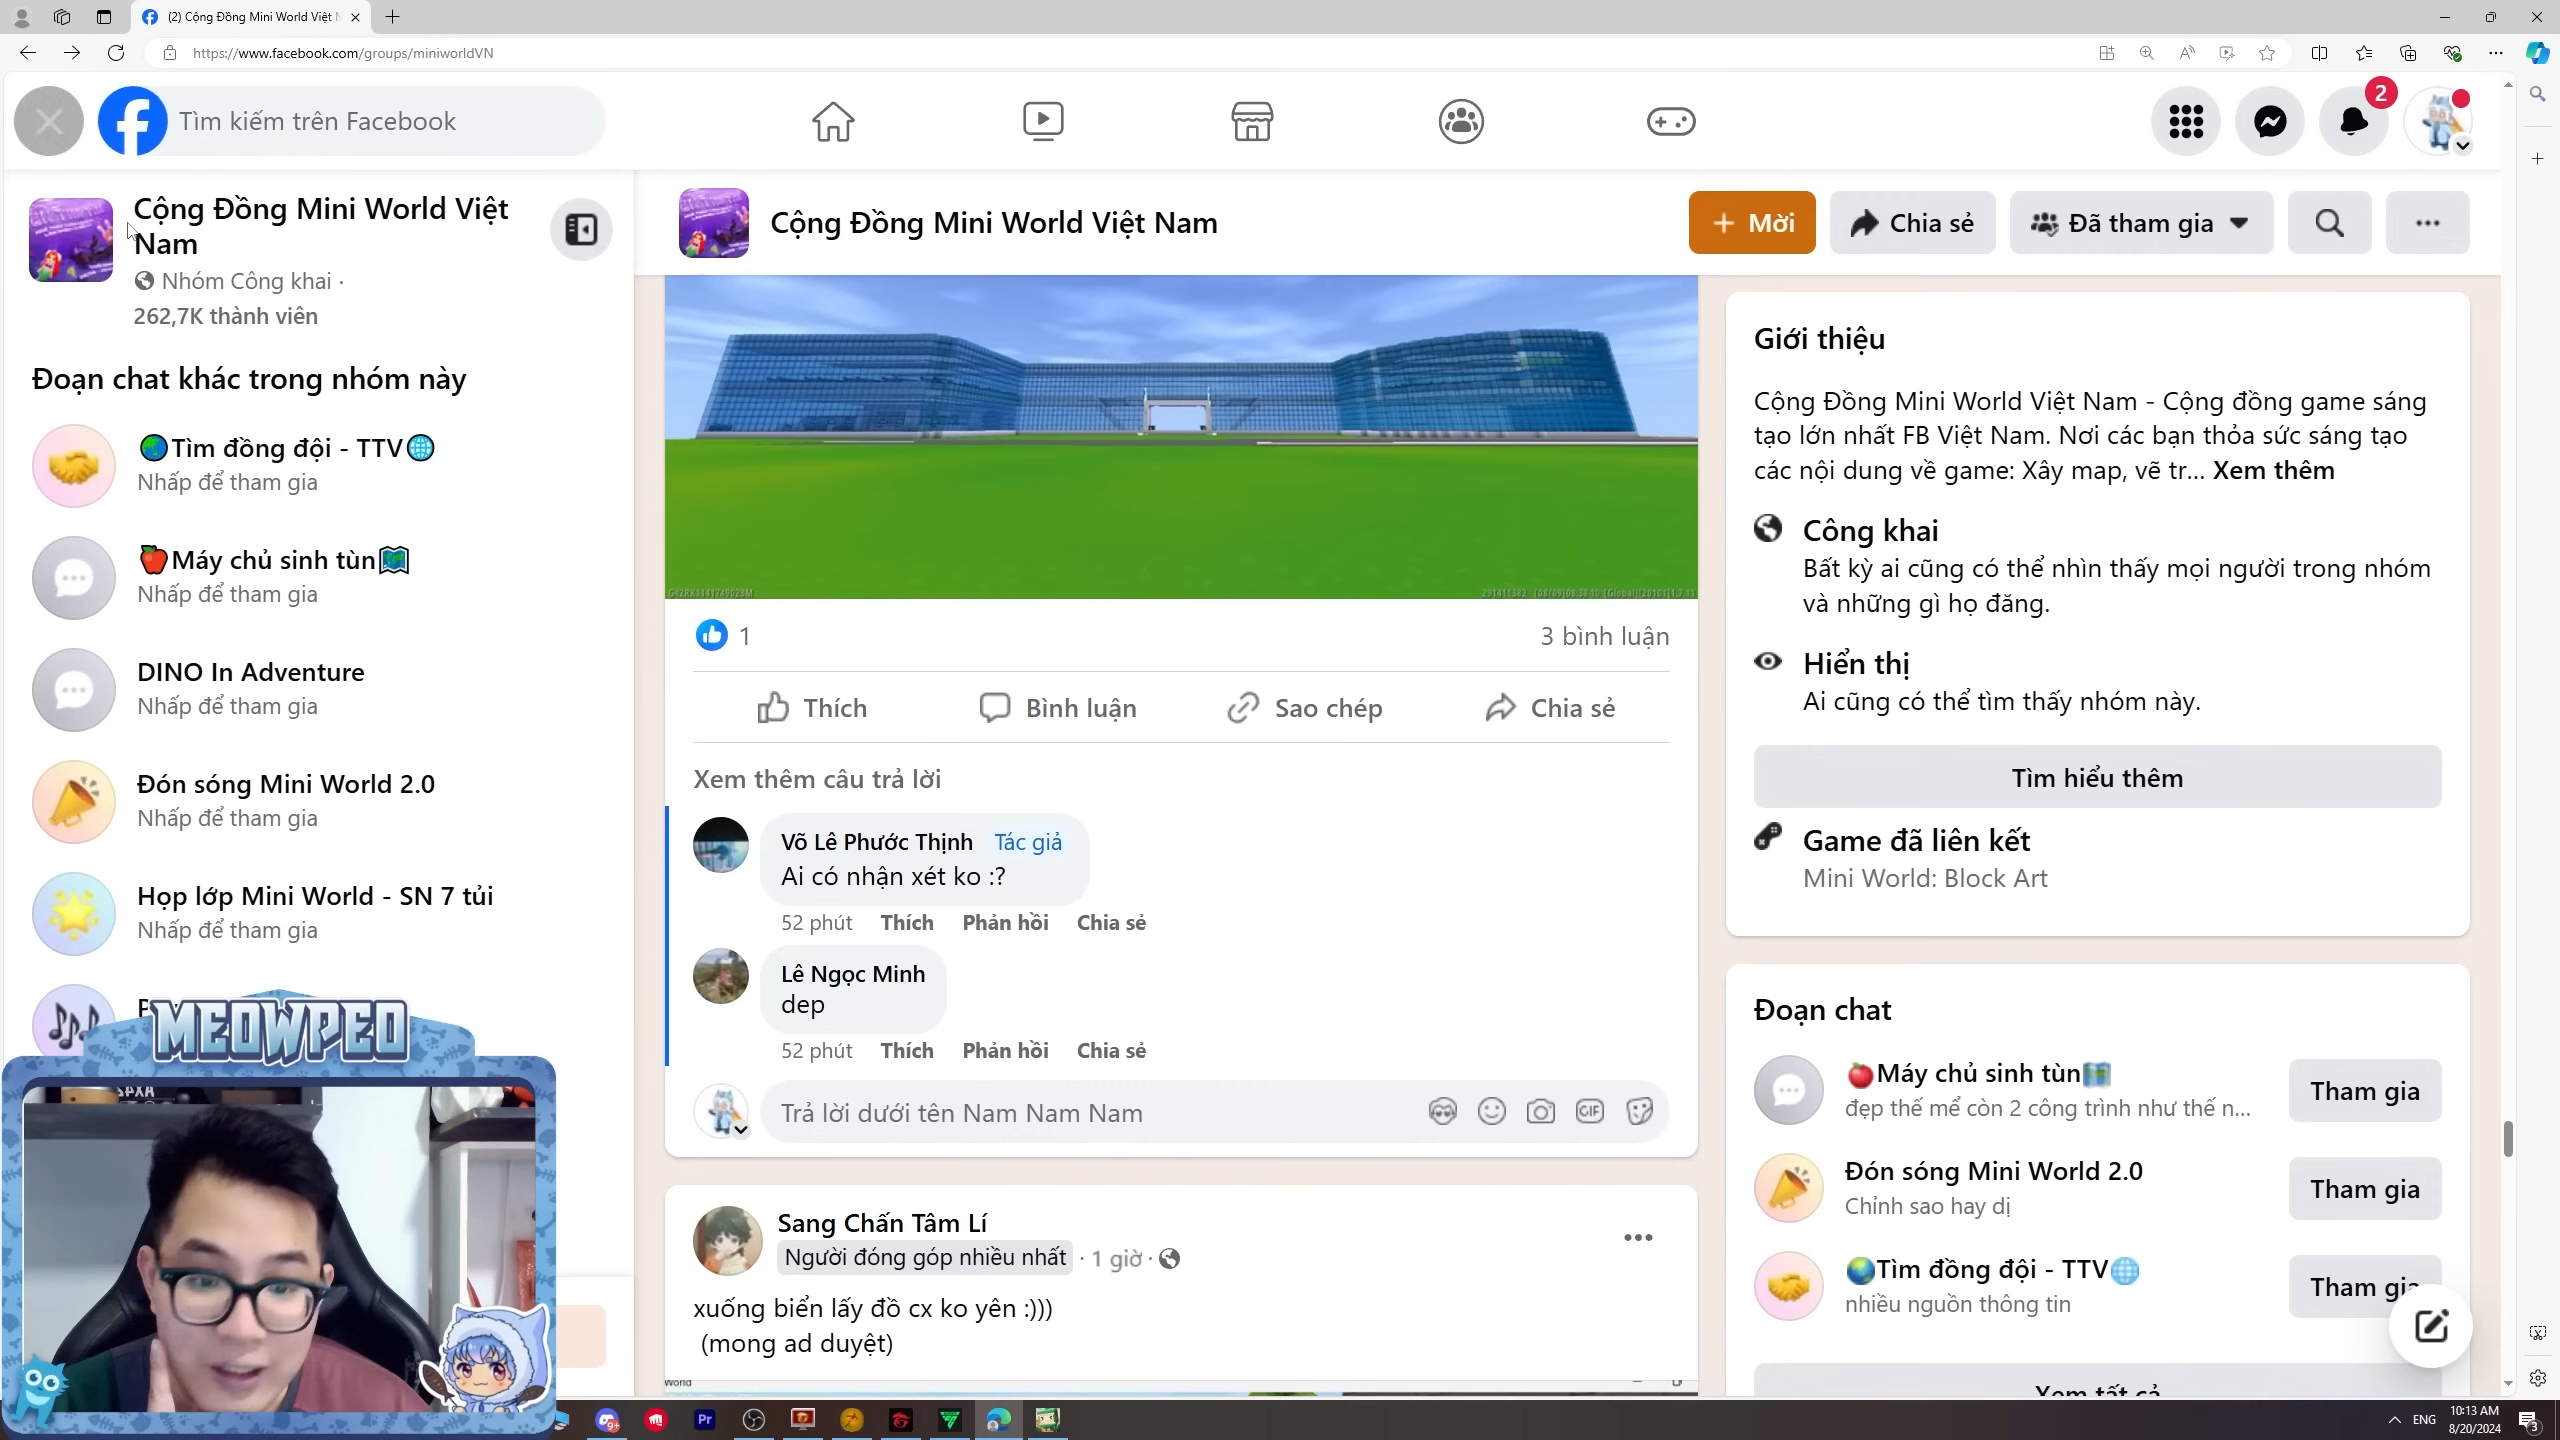 (2) Cộng Đồng Mini World Việt N
https://www.facebook.com/groups/miniworldVN
Tìm kiếm trên Facebook
2
Cộng Đồng Mini World Việt
Nam
Nhóm Công khai ·
262,7K thành viên
Đoạn chat khác trong nhóm này
Tìm đồng đội - TTV
Nhấp để tham gia
Máy chủ sinh tùn
Nhấp để tham gia
DINO In Adventure
Nhấp để tham gia
Đón sóng Mini World 2.0
Nhấp để tham gia
Họp lớp Mini World - SN 7 tủi
Nhấp để tham gia
MEOWPEO
Cộng Đồng Mini World Việt Nam
+ Mời
Chia sẻ
Đã tham gia
1
3 bình luận
Thích
Bình luận
Sao chép
Chia sẻ
Xem thêm câu trả lời
Võ Lê Phước Thịnh Tác giả
Ai có nhận xét ko :?
52 phút Thích Phản hồi Chia sẻ
Lê Ngọc Minh
dep
52 phút Thích Phản hồi Chia sẻ
Trả lời dưới tên Nam Nam Nam
GIF
Sang Chấn Tâm Lí
Người đóng góp nhiều nhất · 1 giờ ·
xuống biển lấy đồ cx ko yên :)))
(mong ad duyệt)
World
Giới thiệu
Cộng Đồng Mini World Việt Nam - Cộng đồng game sáng
tạo lớn nhất FB Việt Nam. Nơi các bạn thỏa sức sáng tạo
các nội dung về game: Xây map, vẽ tr... Xem thêm
Công khai
Bất kỳ ai cũng có thể nhìn thấy mọi người trong nhóm
và những gì họ đăng.
Hiển thị
Ai cũng có thể tìm thấy nhóm này.
Tìm hiểu thêm
Game đã liên kết
Mini World: Block Art
Đoạn chat
Máy chủ sinh tùn
đẹp thế mể còn 2 công trình như thế n...
Tham gia
Đón sóng Mini World 2.0
Chỉnh sao hay dị
Tham gia
Tìm đồng đội - TTV
nhiều nguồn thông tin
Tham gia
Xem tất cả
9+
Pr
ENG
10:13 AM
8/20/2024
3